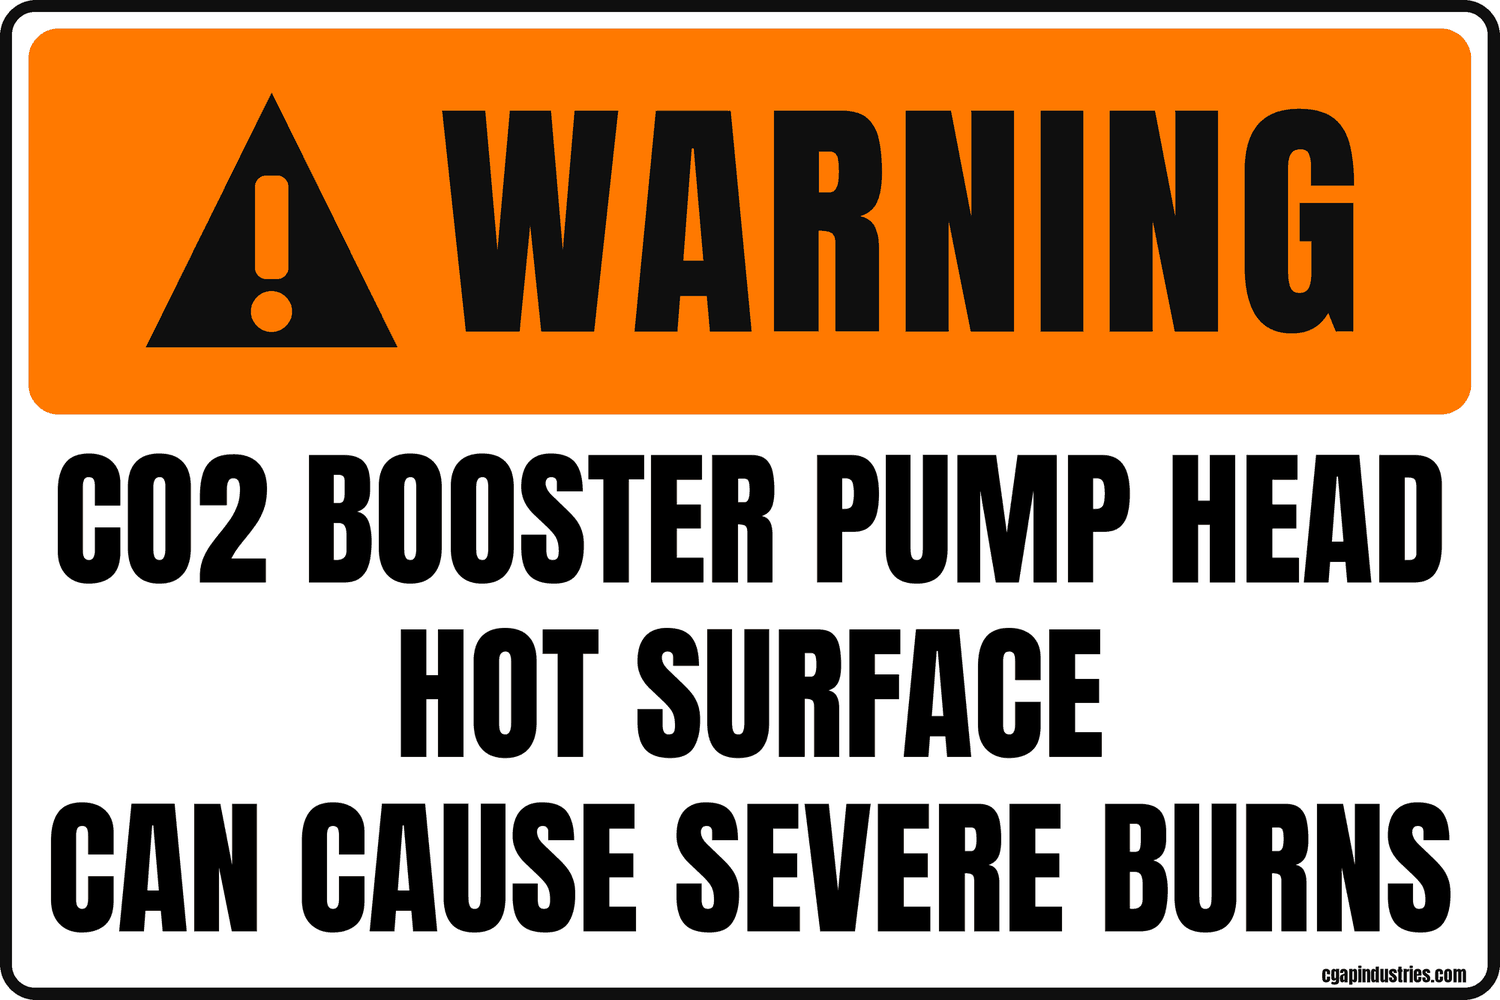 WARNING
CO2 BOOSTER PUMP HEAD
HOT SURFACE
CAN CAUSE SEVERE BURNS
cgapindustries.com